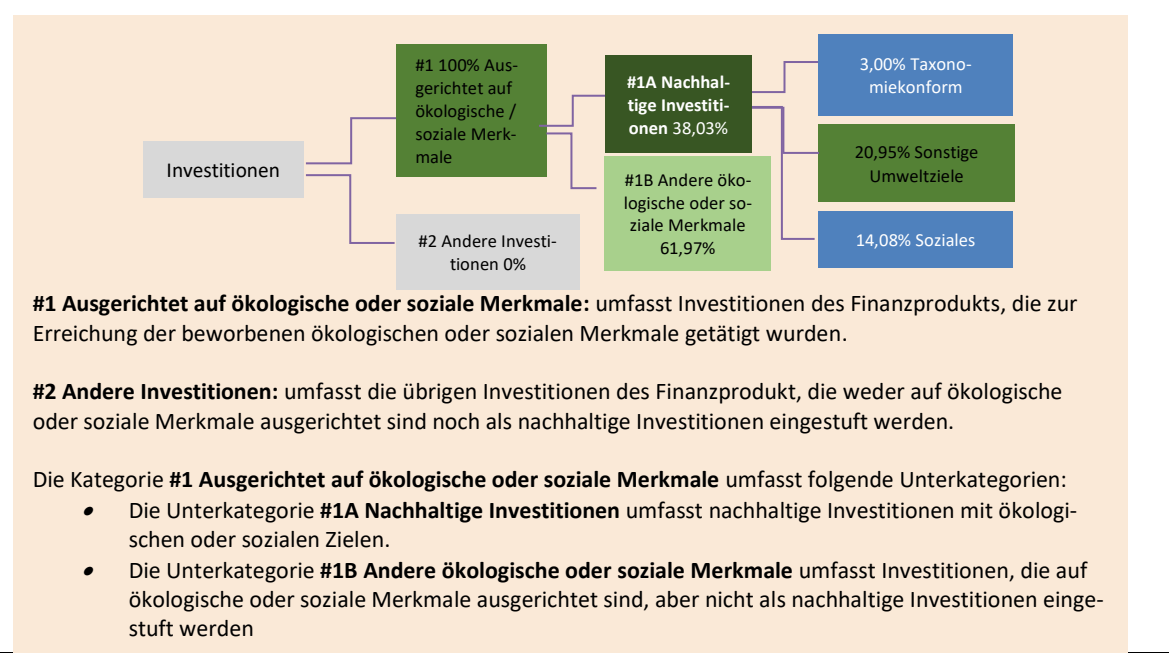 Investitionen
#1 100% Aus-
gerichtet auf
ökologische /
soziale Merk-
male
#2 Andere Investi-
tionen 0%
#1A Nachhal-
tige Investiti-
onen 38,03%
#1B Andere öko-
logische oder so-
ziale Merkmale
61,97%
3,00% Taxono-
miekonform
20,95% Sonstige
Umweltziele
14,08% Soziales
#1 Ausgerichtet auf ökologische oder soziale Merkmale: umfasst Investitionen des Finanzprodukts, die zur
Erreichung der beworbenen ökologischen oder sozialen Merkmale getätigt wurden.
#2 Andere Investitionen: umfasst die übrigen Investitionen des Finanzprodukt, die weder auf ökologische
oder soziale Merkmale ausgerichtet sind noch als nachhaltige Investitionen eingestuft werden.
Die Kategorie #1 Ausgerichtet auf ökologische oder soziale Merkmale umfasst folgende Unterkategorien:
• Die Unterkategorie #1A Nachhaltige Investitionen umfasst nachhaltige Investitionen mit ökologi-
schen oder sozialen Zielen.
• Die Unterkategorie #1B Andere ökologische oder soziale Merkmale umfasst Investitionen, die auf
ökologische oder soziale Merkmale ausgerichtet sind, aber nicht als nachhaltige Investitionen einge-
stuft werden